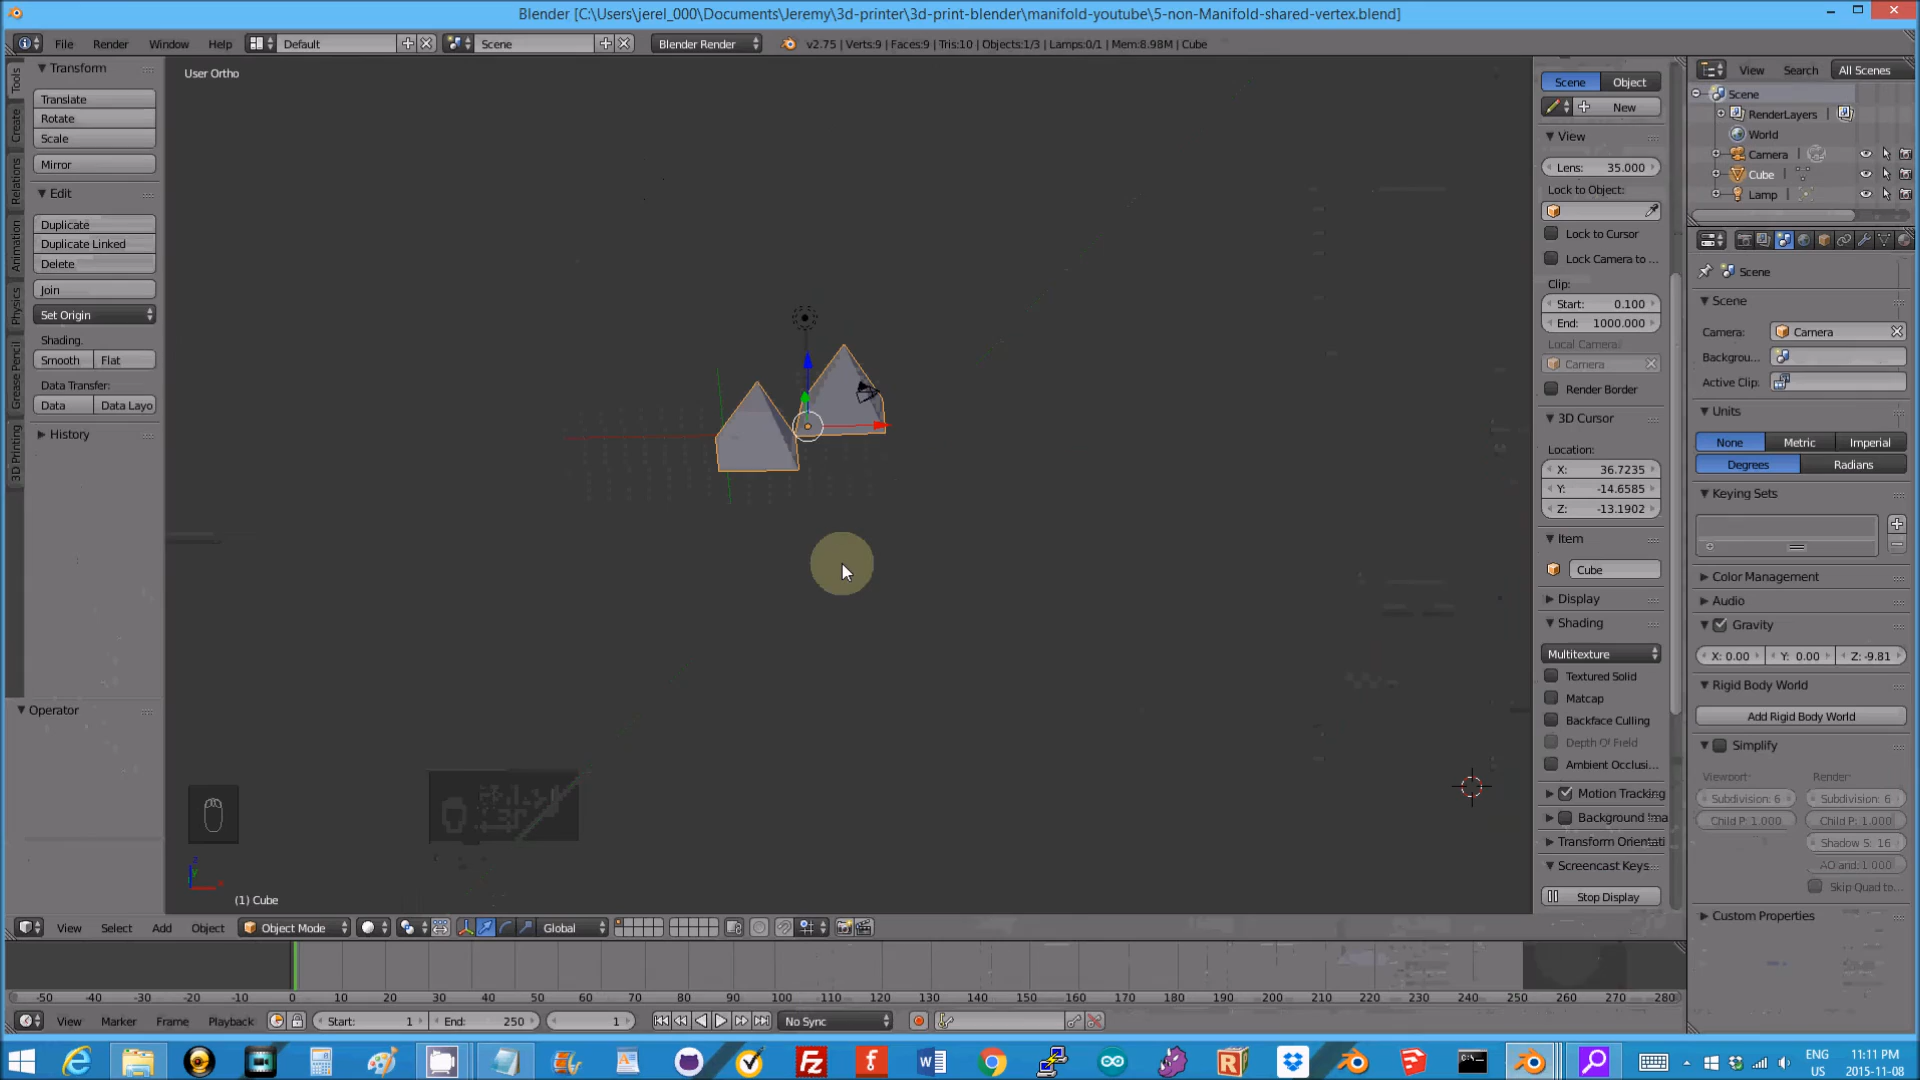 Blender [C:\Users\jerel_000\Documents\Jeremy\3d-printer\3d-print-blender\manifold-youtube\5-non-Manifold-shared-vertex.blend]
File Render Window Help Default Scene Blender Render v2.75 | Verts:9 | Faces:9 | Tris:10 | Objects:1/3 | Lamps:0/1 | Mem:8.98M | Cube
Tools
Create
Relations
Animation
Physics
Grease Pencil
3D Printing
Transform
Translate
Rotate
Scale
Mirror
Edit
Duplicate
Duplicate Linked
Delete
Join
Set Origin
Shading:
Smooth Flat
Data Transfer:
Data Data Layo
History
Operator
User Ortho
(1) Cube
Scene Object
New
View
Lens: 35.000
Lock to Object:
Lock to Cursor
Lock Camera to ...
Clip:
Start: 0.100
End: 1000.000
Local Camera:
Camera
Render Border
3D Cursor
Location:
X: 36.7235
Y: -14.6585
Z: -13.1902
Item
Cube
Display
Shading
Multitexture
Textured Solid
Matcap
Backface Culling
Depth Of Field
Ambient Occlusi...
Motion Tracking
Background Ima
Transform Orientati
Screencast Keys
Stop Display
View Search All Scenes
Scene
RenderLayers
World
Camera
Cube
Lamp
Scene
Scene
Camera: Camera
Backgrou...
Active Clip:
Units
None Metric Imperial
Degrees Radians
Keying Sets
Color Management
Audio
Gravity
X: 0.00 Y: 0.00 Z: -9.81
Rigid Body World
Add Rigid Body World
Simplify
Viewport: Render:
Subdivision: 6 Subdivision: 6
Child P: 1.000 Child P: 1.000
Shadow S: 16
AO and: 1.000
Skip Quad to...
Custom Properties
View Select Add Object Object Mode Global
-50 -40 -30 -20 -10 0 10 20 30 40 50 60 70 80 90 100 110 120 130 140 150 160 170 180 190 200 210 220 230 240 250 260 270 280
View Marker Frame Playback Start: 1 End: 250 1 No Sync
ENG 11:11 PM
US 2015-11-08